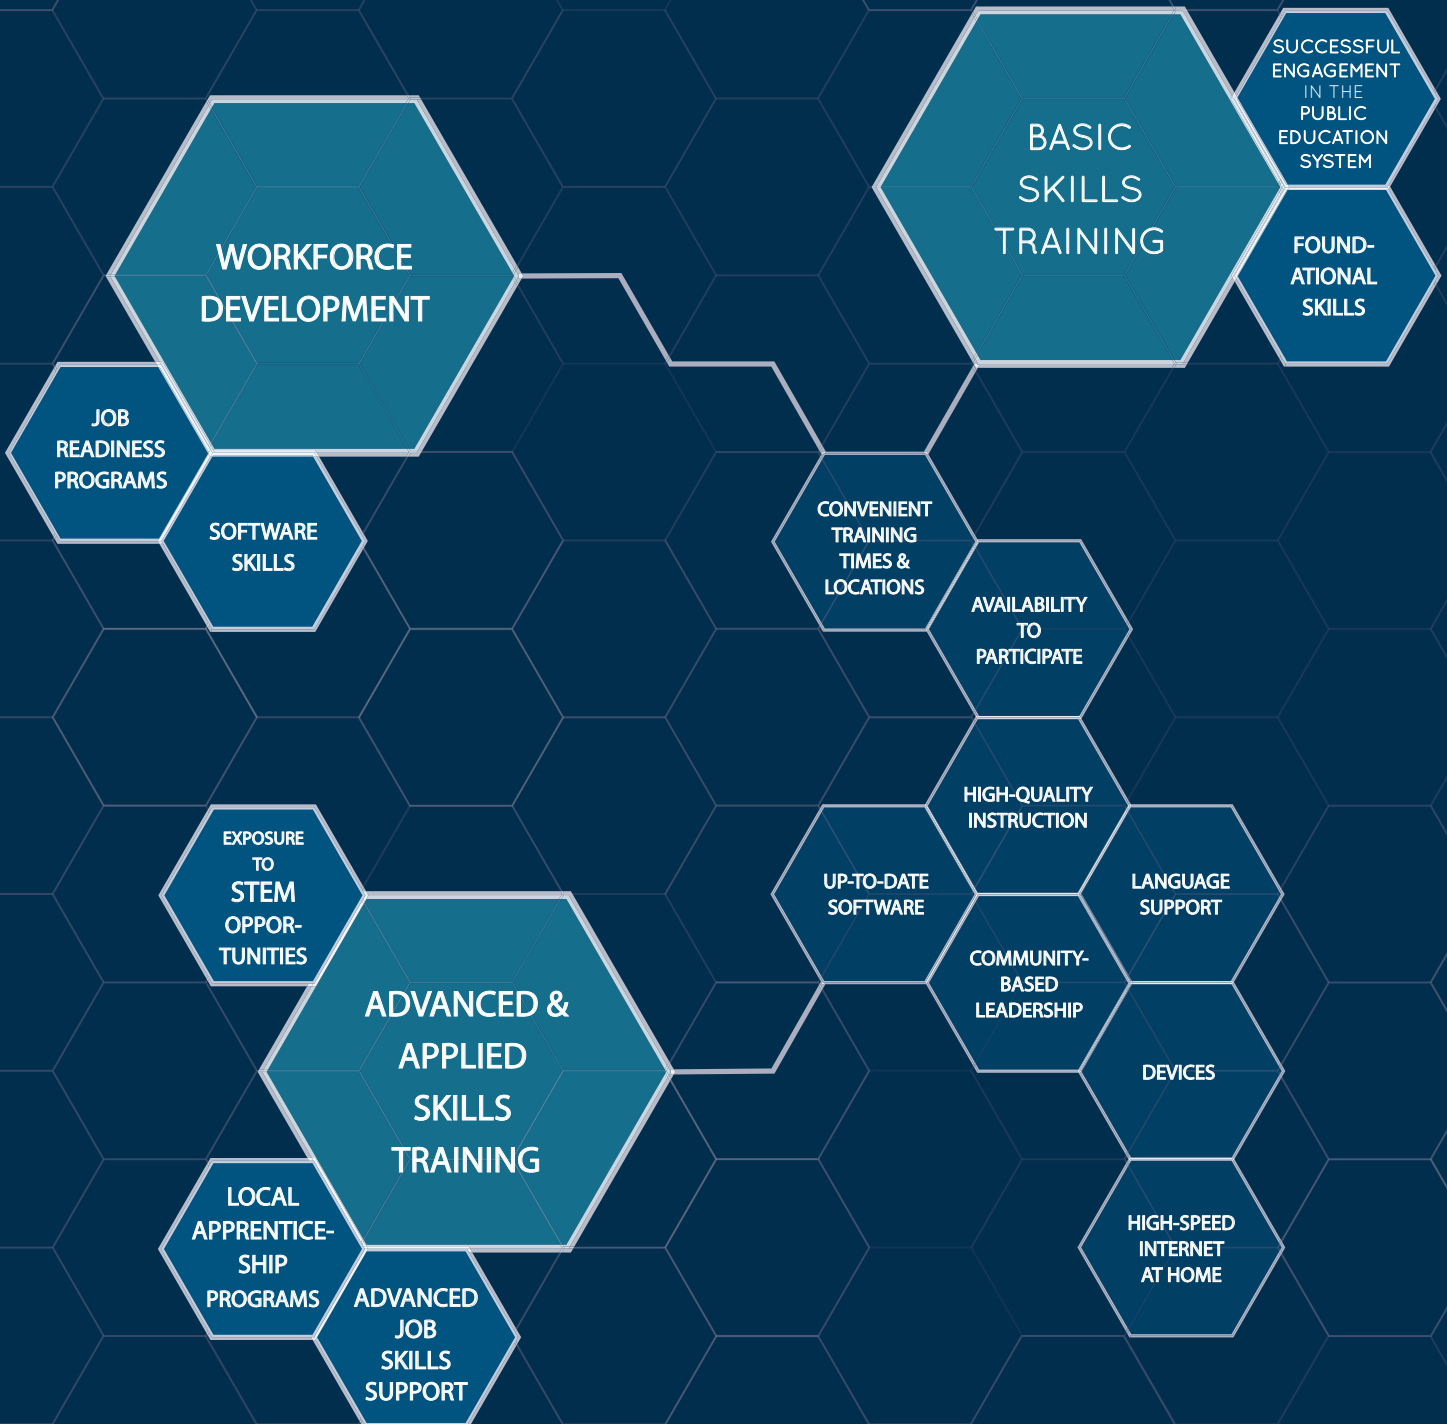 WORKFORCE
DEVELOPMENT
JOB
READINESS
PROGRAMS
SOFTWARE
SKILLS
BASIC
SKILLS
TRAINING
SUCCESSFUL
ENGAGEMENT
IN THE
PUBLIC
EDUCATION
SYSTEM
FOUND-
ATIONAL
SKILLS
CONVENIENT
TRAINING
TIMES &
LOCATIONS
AVAILABILITY
TO
PARTICIPATE
HIGH-QUALITY
INSTRUCTION
UP-TO-DATE
SOFTWARE
LANGUAGE
SUPPORT
COMMUNITY-
BASED
LEADERSHIP
DEVICES
HIGH-SPEED
INTERNET
AT HOME
EXPOSURE
TO
STEM
OPPOR-
TUNITIES
ADVANCED &
APPLIED
SKILLS
TRAINING
LOCAL
APPRENTICE-
SHIP
PROGRAMS
ADVANCED
JOB
SKILLS
SUPPORT